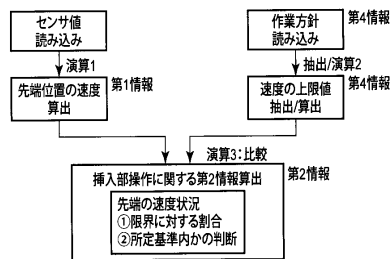 センサ値
読み込み
演算1
先端位置の速度
算出
第1情報
作業方針
読み込み
第4情報
抽出/演算2
速度の上限値
抽出/算出
第4情報
演算3:比較
挿入部操作に関する第2情報算出
第2情報
先端の速度状況
①限界に対する割合
②所定基準内かの判断